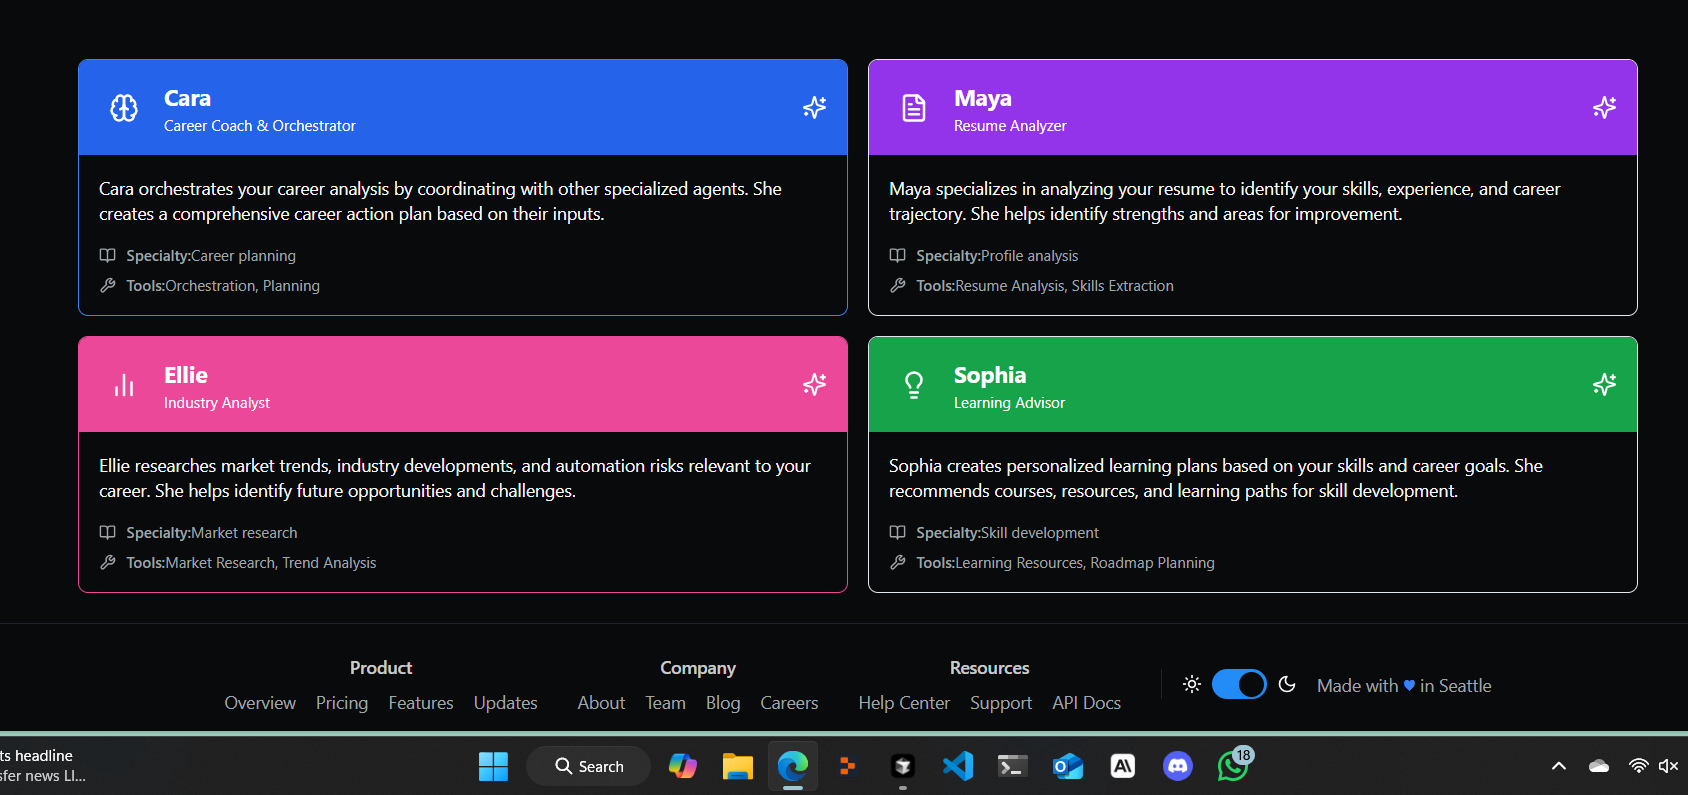 Cara
Career Coach & Orchestrator
Cara orchestrates your career analysis by coordinating with other specialized agents. She
creates a comprehensive career action plan based on their inputs.
Specialty:Career planning
Tools:Orchestration, Planning
Maya
Resume Analyzer
Maya specializes in analyzing your resume to identify your skills, experience, and career
trajectory. She helps identify strengths and areas for improvement.
Specialty:Profile analysis
Tools:Resume Analysis, Skills Extraction
Ellie
Industry Analyst
Ellie researches market trends, industry developments, and automation risks relevant to your
career. She helps identify future opportunities and challenges.
Specialty:Market research
Tools:Market Research, Trend Analysis
Sophia
Learning Advisor
Sophia creates personalized learning plans based on your skills and career goals. She
recommends courses, resources, and learning paths for skill development.
Specialty:Skill development
Tools:Learning Resources, Roadmap Planning
Product
Overview Pricing Features Updates
Company
About Team Blog Careers
Resources
Help Center Support API Docs
Made with ♥ in Seattle
ts headline
sfer news Ll...
Search
AI
18